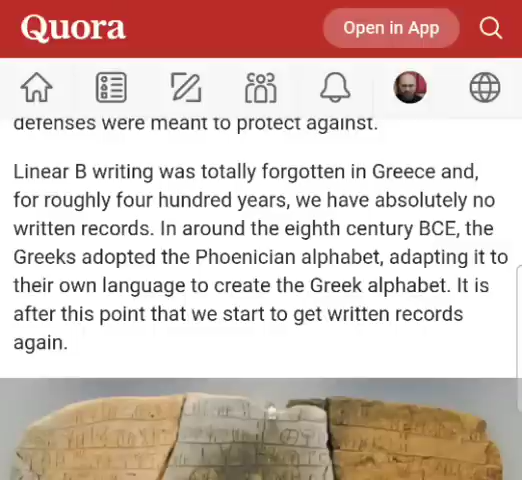 Quora
Open in App
defenses were meant to protect against.
Linear B writing was totally forgotten in Greece and,
for roughly four hundred years, we have absolutely no
written records. In around the eighth century BCE, the
Greeks adopted the Phoenician alphabet, adapting it to
their own language to create the Greek alphabet. It is
after this point that we start to get written records
again.